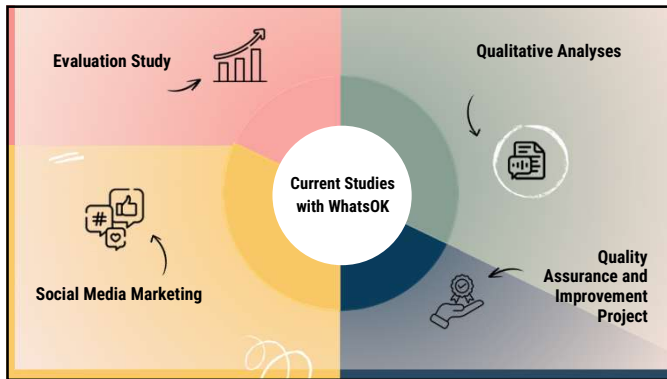 Evaluation Study
Qualitative Analyses
Current Studies
with WhatsOK
#
Social Media Marketing
Quality
Assurance and
Improvement
Project